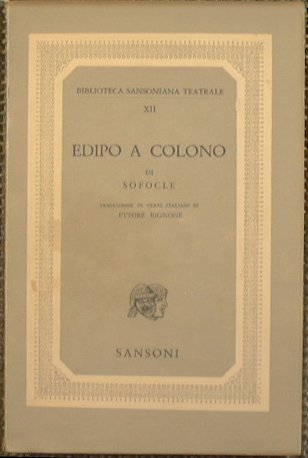 BIBLIOTECA SANSONIANA TEATRALE
XII
EDIPO A COLONO
DI
SOFOCLE
TRADUZIONE IN VERSI ITALIANI DI
ETTORE BIGNONE
SANSONI